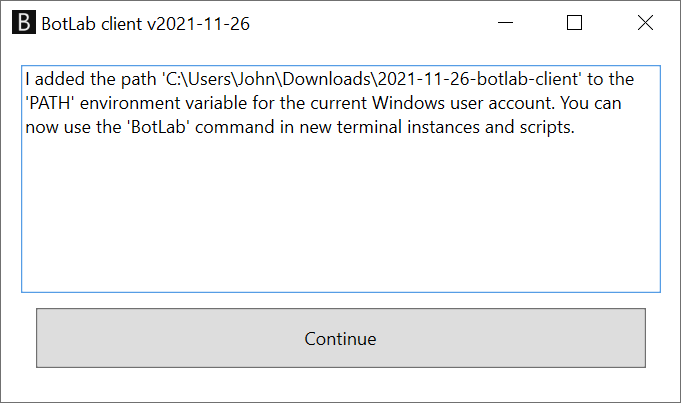 B BotLab client v2021-11-26
I added the path 'C:\Users\John\Downloads\2021-11-26-botlab-client' to the
'PATH' environment variable for the current Windows user account. You can
now use the 'BotLab' command in new terminal instances and scripts.
Continue